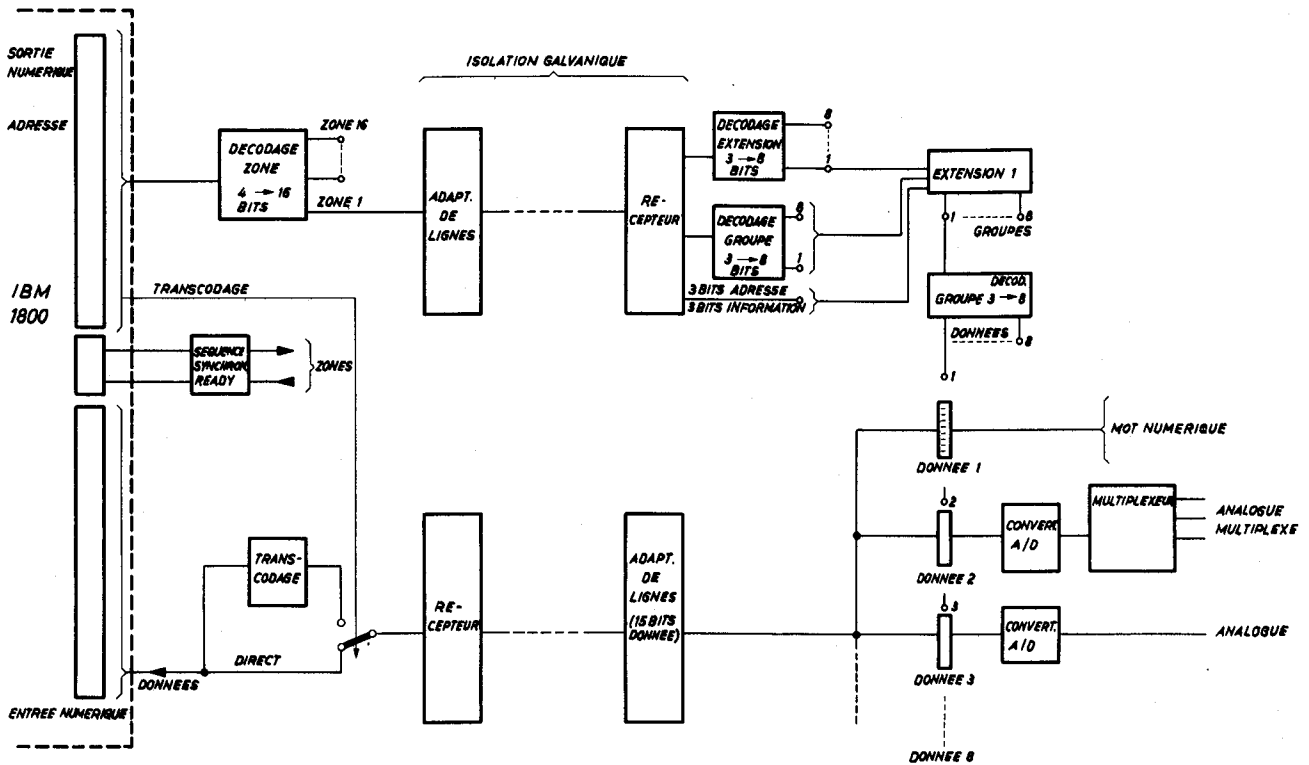 SORTIE
NUMERIQUE
ADRESSE
IBM
1800
DECODAGE
ZONE
4 → 16
BITS
ZONE 16
ZONE 1
TRANSCODAGE
SEQUENCE
SYNCHRON.
READY
ZONES
ISOLATION GALVANIQUE
ADAPT.
DE
LIGNES
RE-
CEPTEUR
DECODAGE
EXTENSION
3 → 8
BITS
8
1
DECODAGE
GROUPE
3 → 8
BITS
8
1
3 BITS ADRESSE
3 BITS INFORMATION
EXTENSION 1
1
8
GROUPES
DECOD.
GROUPE 3 → 8
DONNEES
8
1
DONNEE 1
MOT NUMERIQUE
2
DONNEE 2
CONVERT.
A/D
MULTIPLEXEUR
ANALOGUE
MULTIPLEXE
3
DONNEE 3
CONVERT.
A/D
ANALOGUE
DONNEE 8
TRANS-
CODAGE
DIRECT
DONNEES
ENTREE NUMERIQUE
RE-
CEPTEUR
ADAPT.
DE
LIGNES
(15 BITS
DONNEE)